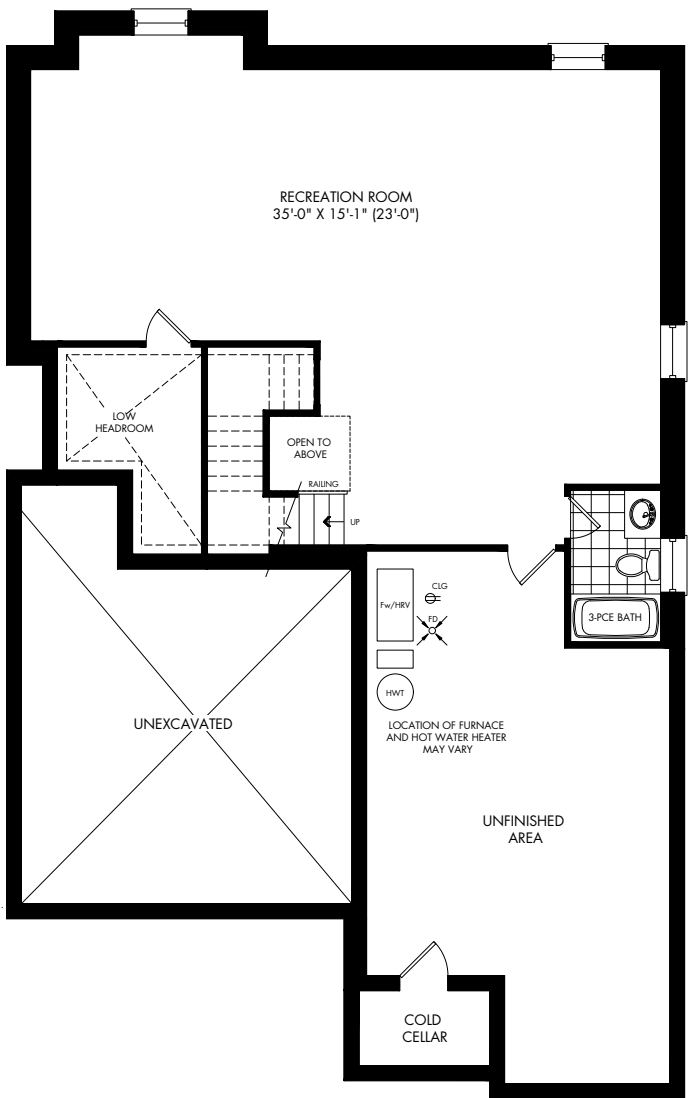 RECREATION ROOM
35'-0" X 15'-1" (23'-0")
LOW
HEADROOM
OPEN TO
ABOVE
RAILING
UP
CLG
Fw/HRV
FD
3-PCE BATH
HWT
UNEXCAVATED
LOCATION OF FURNACE
AND HOT WATER HEATER
MAY VARY
UNFINISHED
AREA
COLD
CELLAR